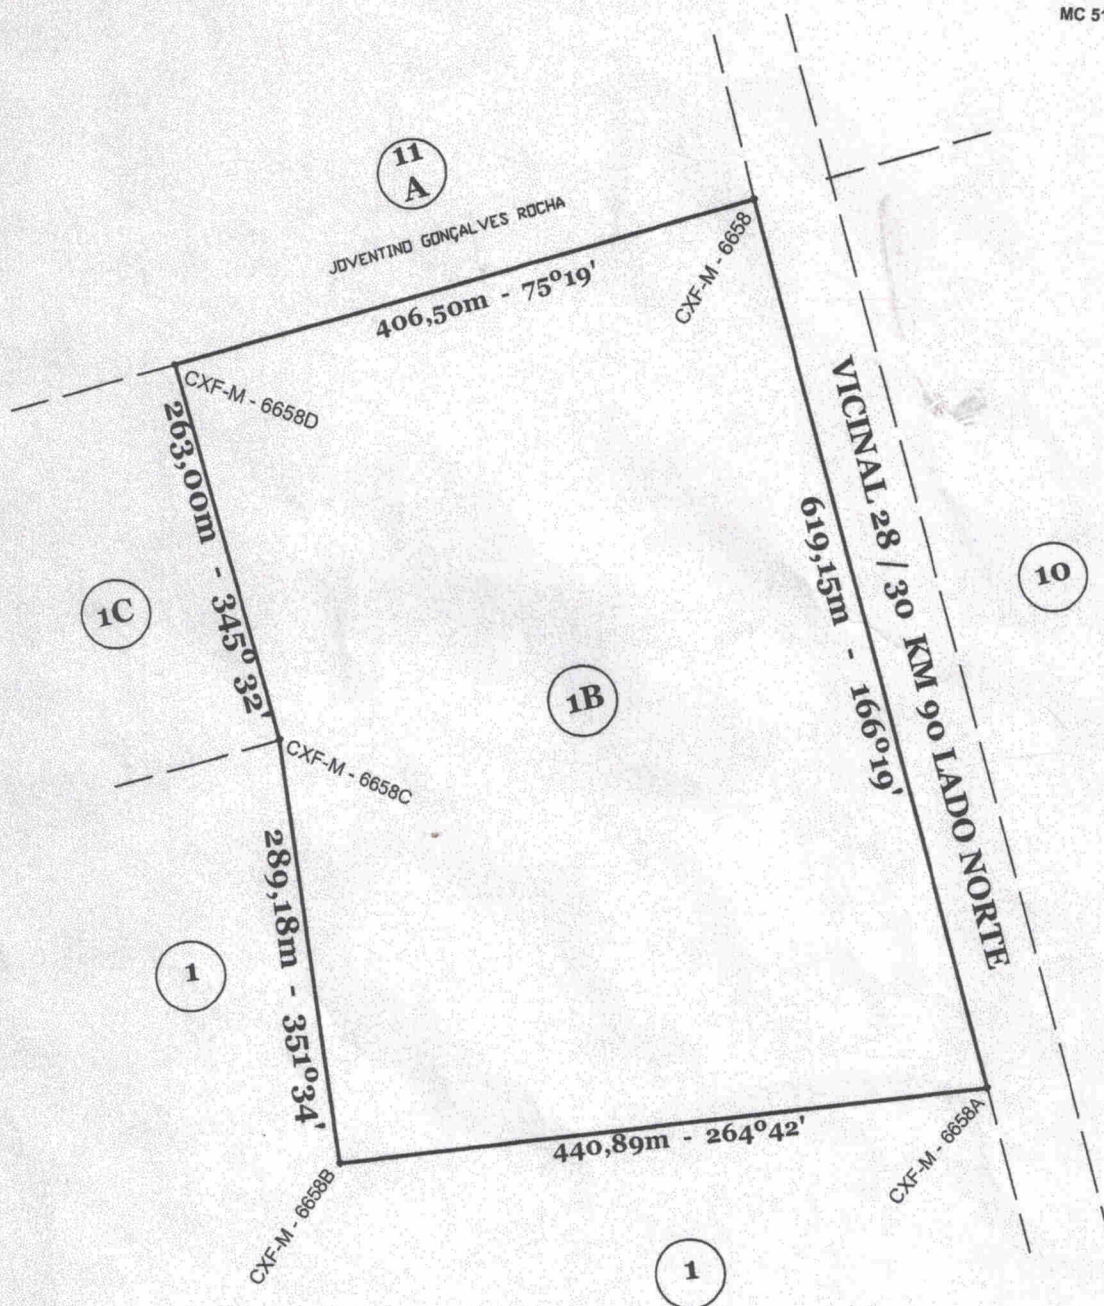 MC 51
11
A
JOVENTINO GONÇALVES ROCHA
406,50m - 75º19'
CXF-M - 6658
CXF-M - 6658D
263,00m - 345º 32'
VICINAL 28 / 30 KM 90 LADO NORTE
619,15m - 166º19'
10
1C
1B
CXF-M - 6658C
289,18m - 351º34'
1
440,89m - 264º42'
CXF-M - 6658A
CXF-M - 6658B
1